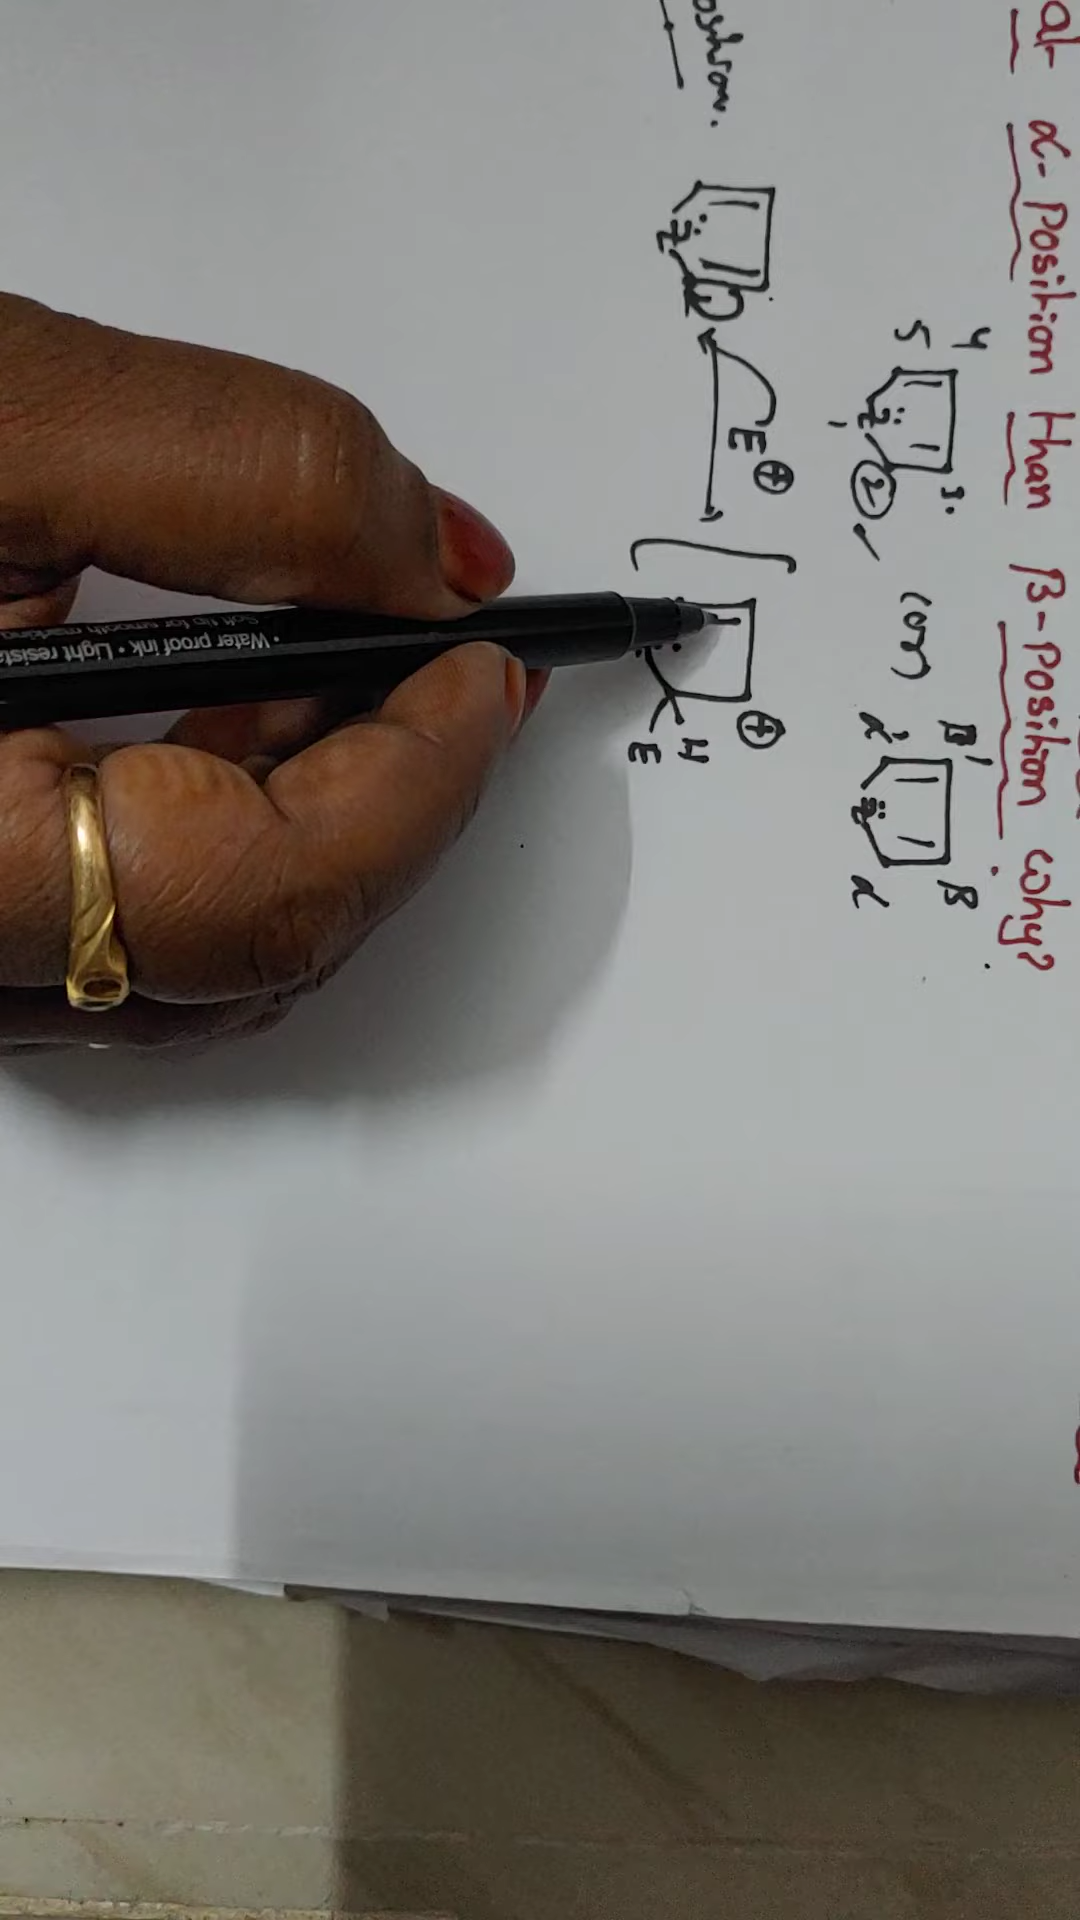 at α-Position than β-Position why?
4
3.
5
1
2
(or)
β'
β
α'
α
N
N
osition.
N
E⊕
⊕
H
E
• Water proof ink • Light resista
Soft tip for smooth marking